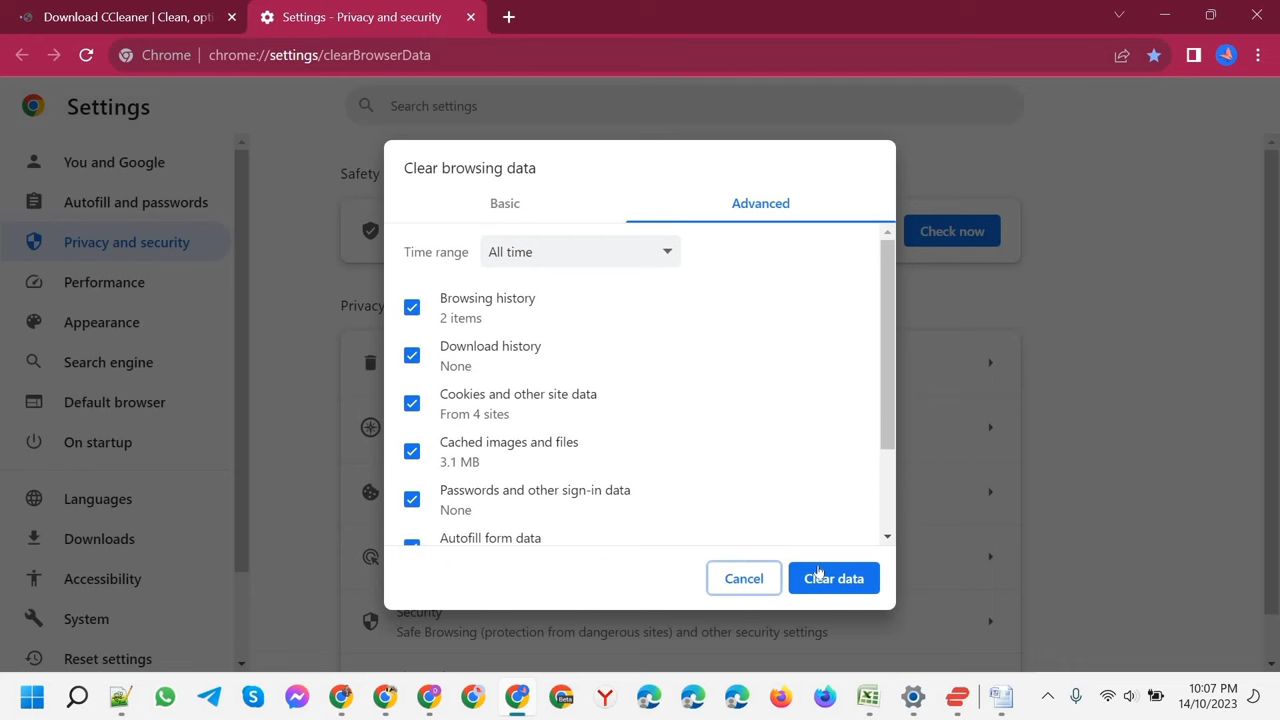 Download CCleaner | Clean, opti
Settings - Privacy and security
Chrome
chrome://settings/clearBrowserData
Settings
Search settings
You and Google
Autofill and passwords
Privacy and security
Performance
Appearance
Search engine
Default browser
On startup
Languages
Downloads
Accessibility
System
Reset settings
Safety
Check now
Privacy
Clear browsing data
Basic
Advanced
Time range
All time
Browsing history
2 items
Download history
None
Cookies and other site data
From 4 sites
Cached images and files
3.1 MB
Passwords and other sign-in data
None
Autofill form data
Cancel
Clear data
Security
Safe Browsing (protection from dangerous sites) and other security settings
Beta
10:07 PM
14/10/2023